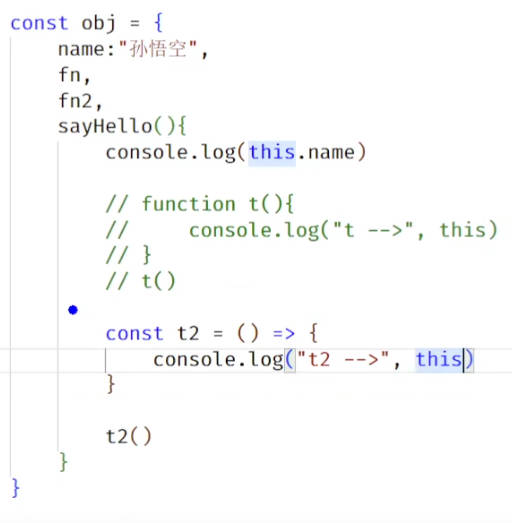 const obj = {
    name:"孙悟空",
    fn,
    fn2,
    sayHello(){
        console.log(this.name)

        // function t(){
        //     console.log("t -->", this)
        // }
        // t()

        const t2 = () => {
            console.log("t2 -->", this)
        }

        t2()
    }
}